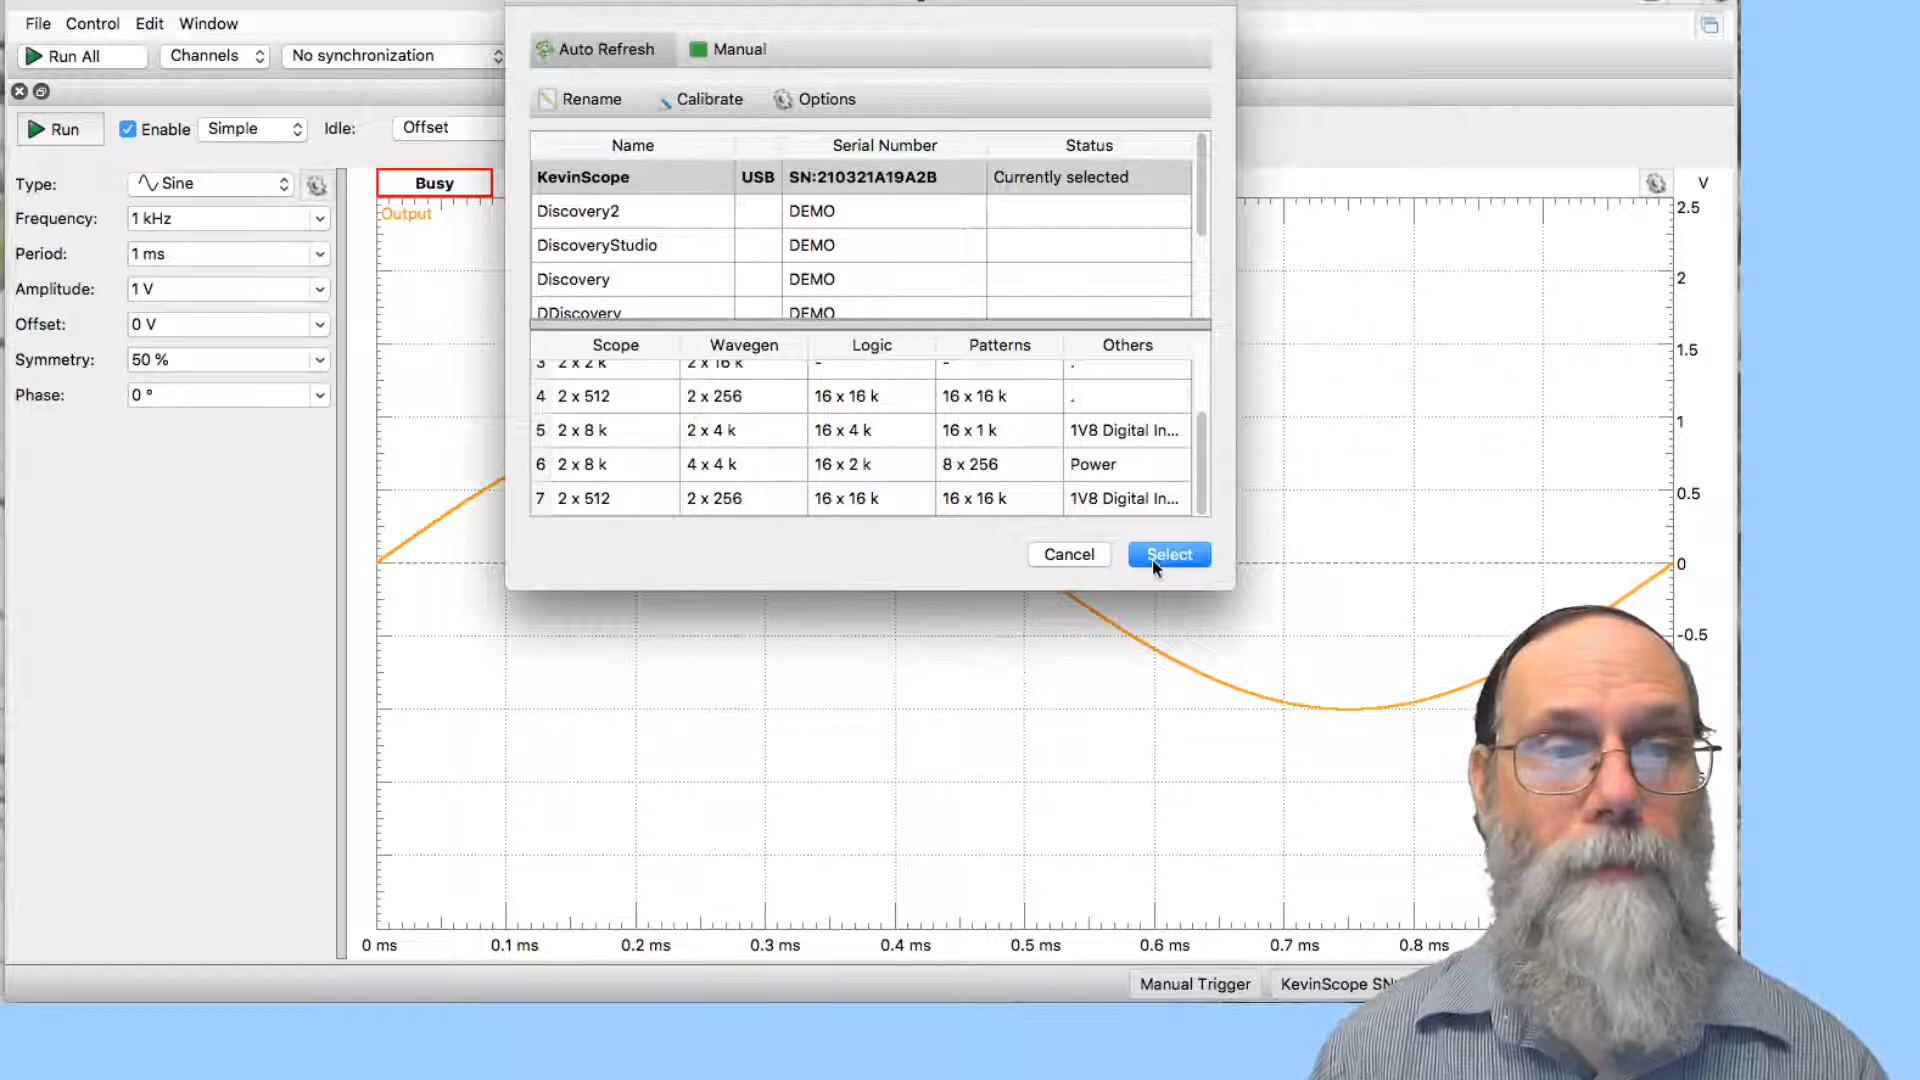 File Control Edit Window
Run All Channels No synchronization
Auto Refresh Manual
Rename Calibrate Options
Run Enable Simple Idle: Offset
Name Serial Number Status
KevinScope USB SN:210321A19A2B Currently selected
Discovery2 DEMO
DiscoveryStudio DEMO
Discovery DEMO
DDiscovery DEMO
Scope Wavegen Logic Patterns Others
3 2 x 2 k 2 x 16 k - - .
4 2 x 512 2 x 256 16 x 16 k 16 x 16 k .
5 2 x 8 k 2 x 4 k 16 x 4 k 16 x 1 k 1V8 Digital In...
6 2 x 8 k 4 x 4 k 16 x 2 k 8 x 256 Power
7 2 x 512 2 x 256 16 x 16 k 16 x 16 k 1V8 Digital In...
Cancel Select
Type: Sine
Frequency: 1 kHz
Period: 1 ms
Amplitude: 1 V
Offset: 0 V
Symmetry: 50 %
Phase: 0 °
Busy
Output
V
2.5
2
1.5
1
0.5
0
-0.5
0 ms 0.1 ms 0.2 ms 0.3 ms 0.4 ms 0.5 ms 0.6 ms 0.7 ms 0.8 ms
Manual Trigger KevinScope SN